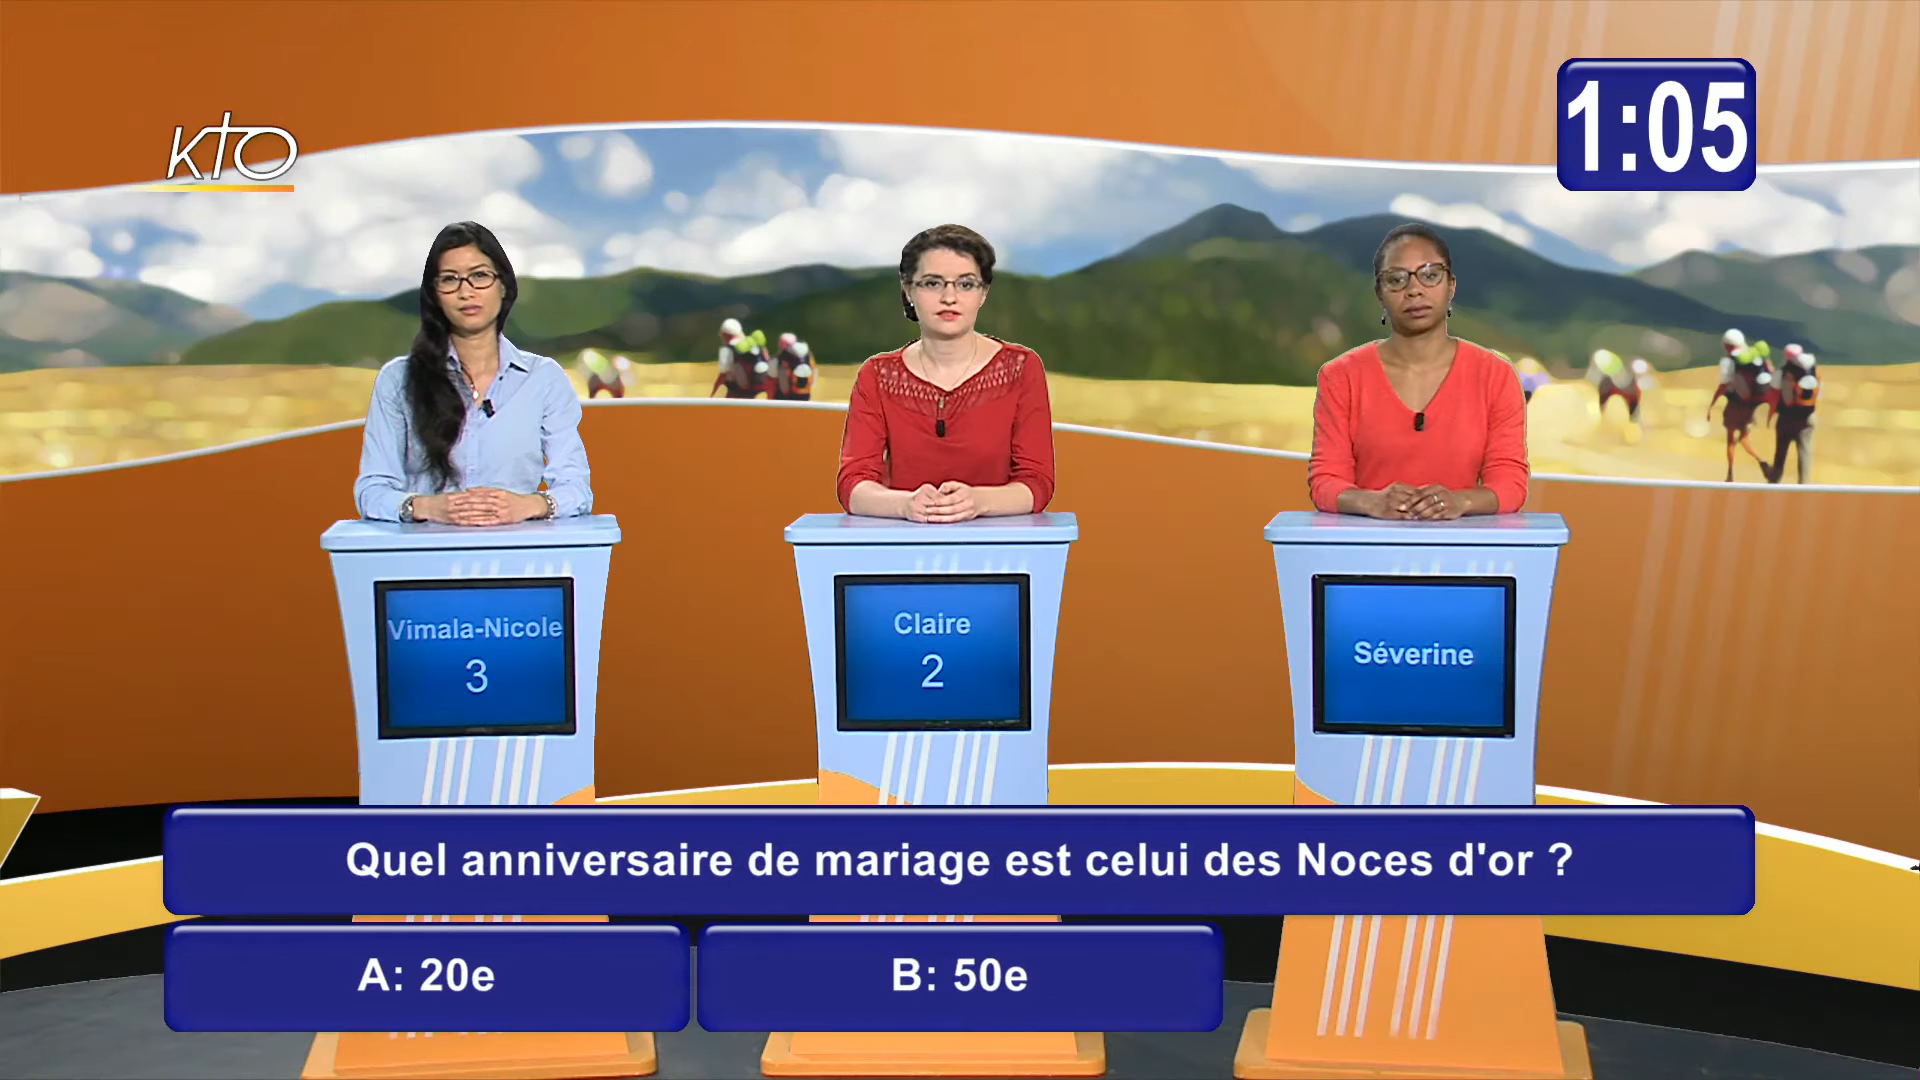 KTO
1:05
Vimala-Nicole
3
Claire
2
Séverine
Quel anniversaire de mariage est celui des Noces d'or ?
A: 20e
B: 50e